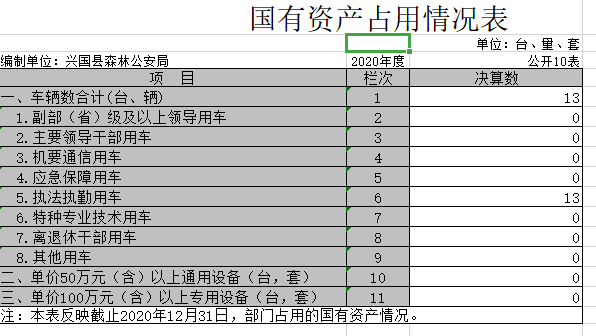 国有资产占用情况表
单位：台、量、套
编制单位：兴国县森林公安局 2020年度 公开10表
项 目 栏次 决算数
一、车辆数合计(台、辆) 1 13
1.副部（省）级及以上领导用车 2 0
2.主要领导干部用车 3 0
3.机要通信用车 4 0
4.应急保障用车 5 0
5.执法执勤用车 6 13
6.特种专业技术用车 7 0
7.离退休干部用车 8 0
8.其他用车 9 0
二、单价50万元（含）以上通用设备（台，套） 10 0
三、单价100万元（含）以上专用设备（台，套） 11 0
注：本表反映截止2020年12月31日，部门占用的国有资产情况。